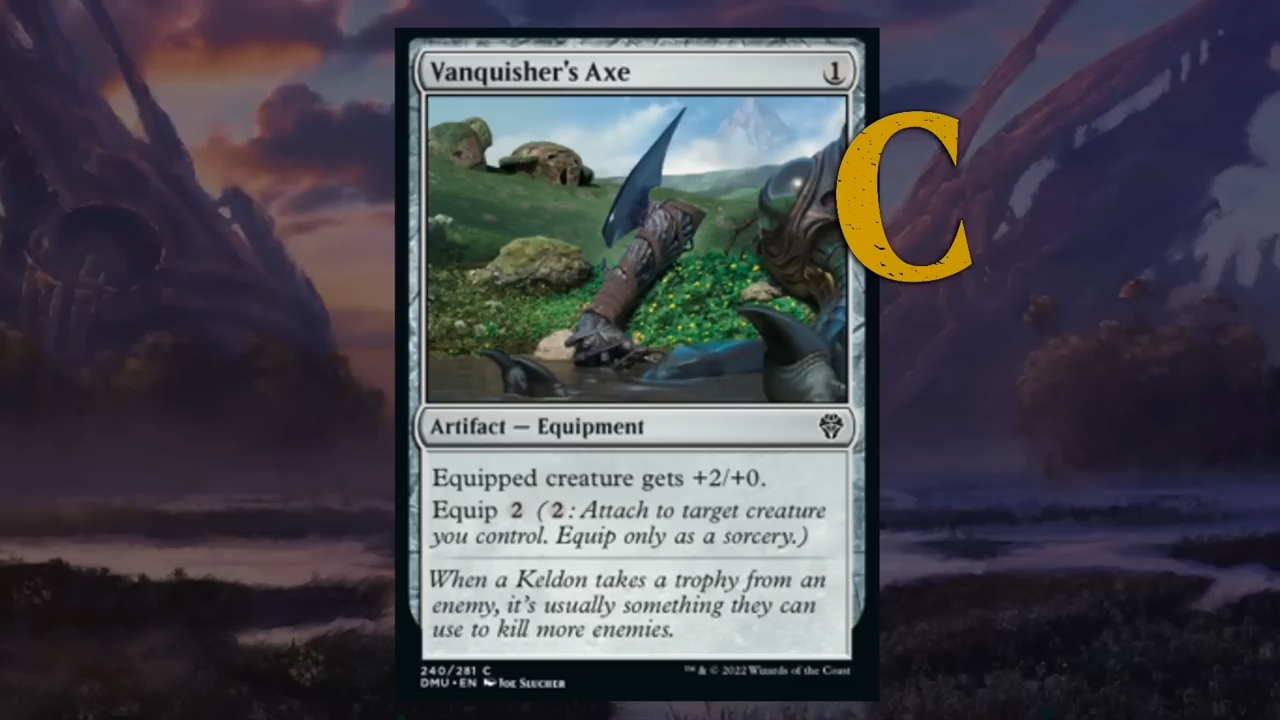 Vanquisher's Axe 1
C
Artifact — Equipment
Equipped creature gets +2/+0.
Equip 2 (2: Attach to target creature
you control. Equip only as a sorcery.)
When a Keldon takes a trophy from an
enemy, it's usually something they can
use to kill more enemies.
240/281 C
DMU • EN Joe Slucher
™ & © 2022 Wizards of the Coast